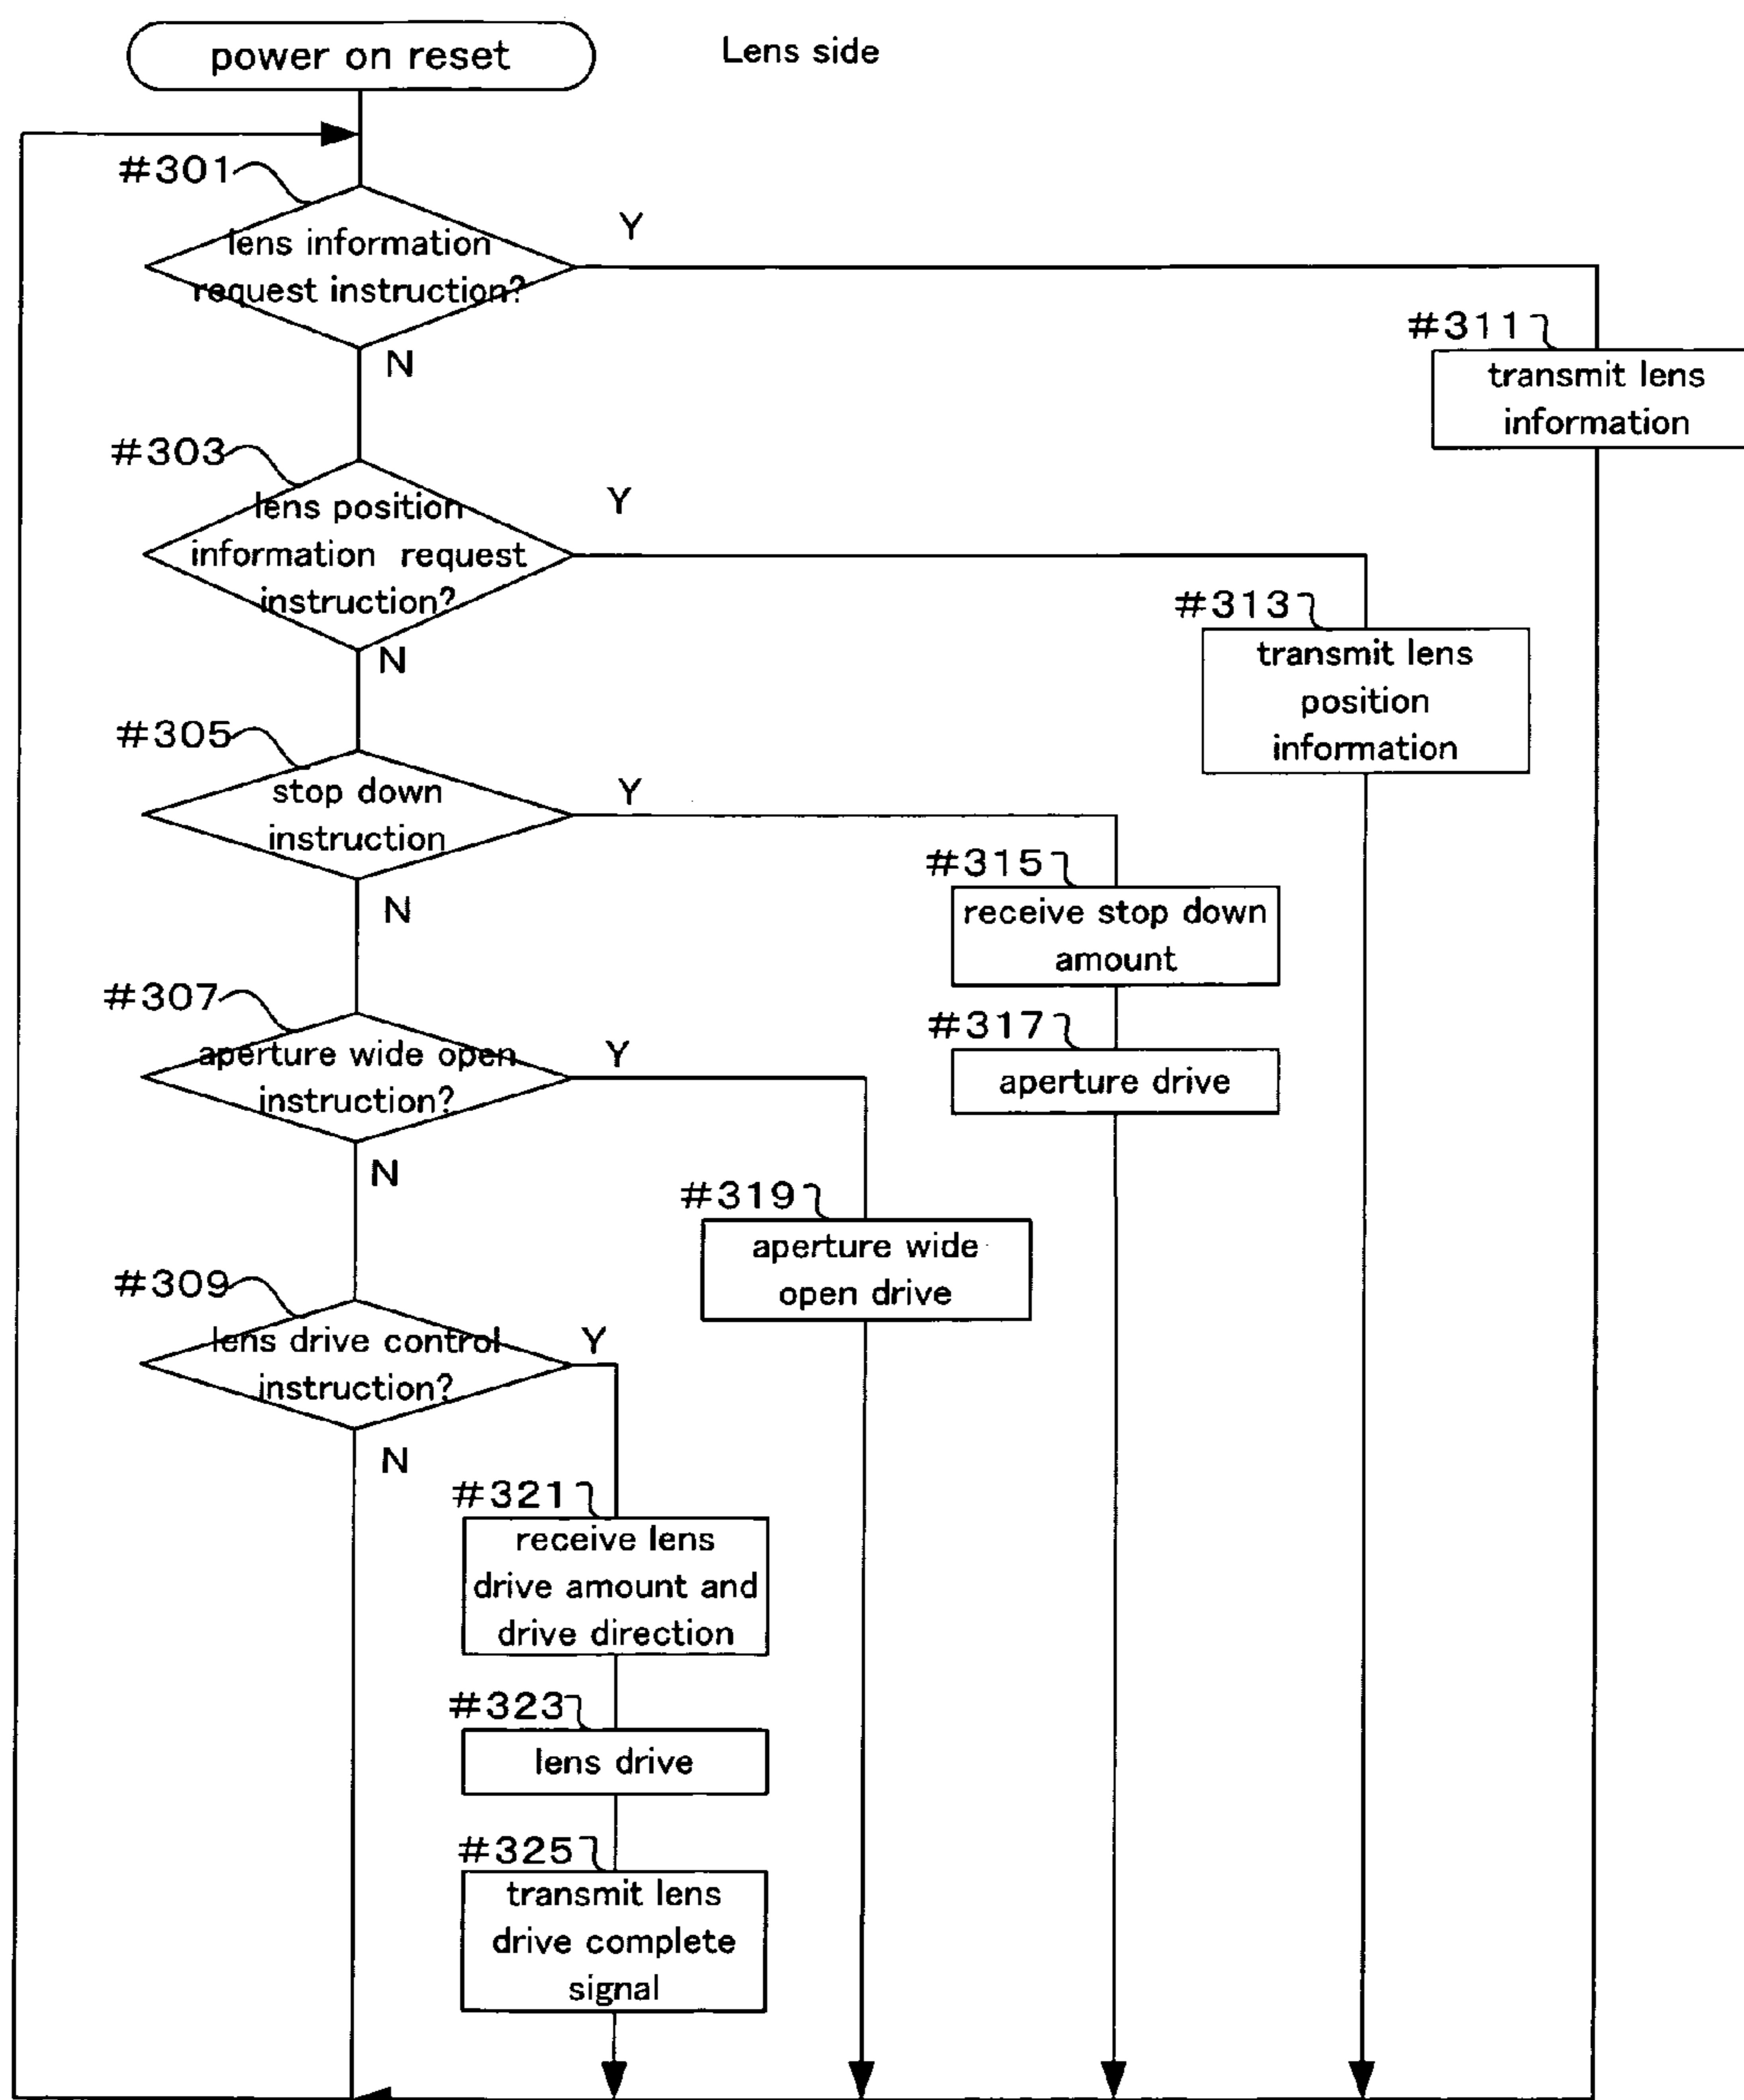 power on reset
Lens side
#301
lens information
request instruction?
Y
N
#311
transmit lens
information
#303
lens position
information request
instruction?
Y
N
#313
transmit lens
position
information
#305
stop down
instruction
Y
N
#315
receive stop down
amount
#317
aperture drive
#307
aperture wide open
instruction?
Y
N
#319
aperture wide
open drive
#309
lens drive control
instruction?
Y
N
#321
receive lens
drive amount and
drive direction
#323
lens drive
#325
transmit lens
drive complete
signal